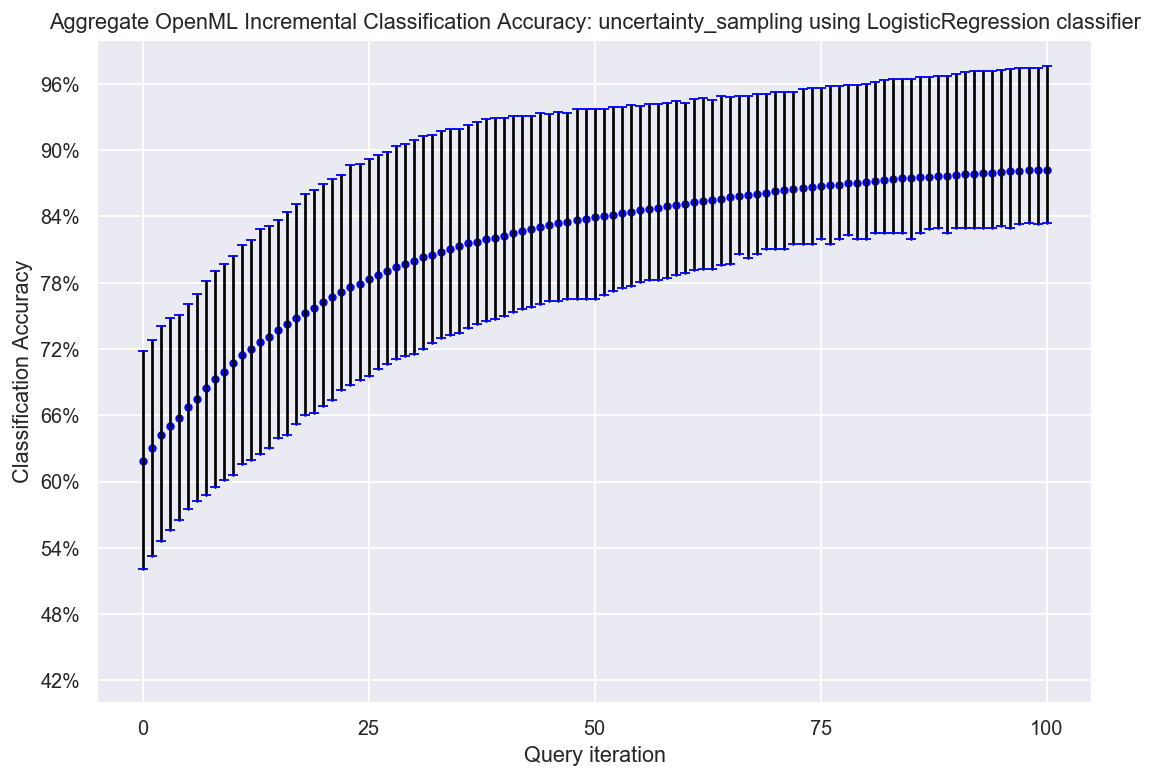 Aggregate OpenML Incremental Classification Accuracy: uncertainty_sampling using LogisticRegression classifier
Classification Accuracy
96%
90%
84%
78%
72%
66%
60%
54%
48%
42%
0 25 50 75 100
Query iteration